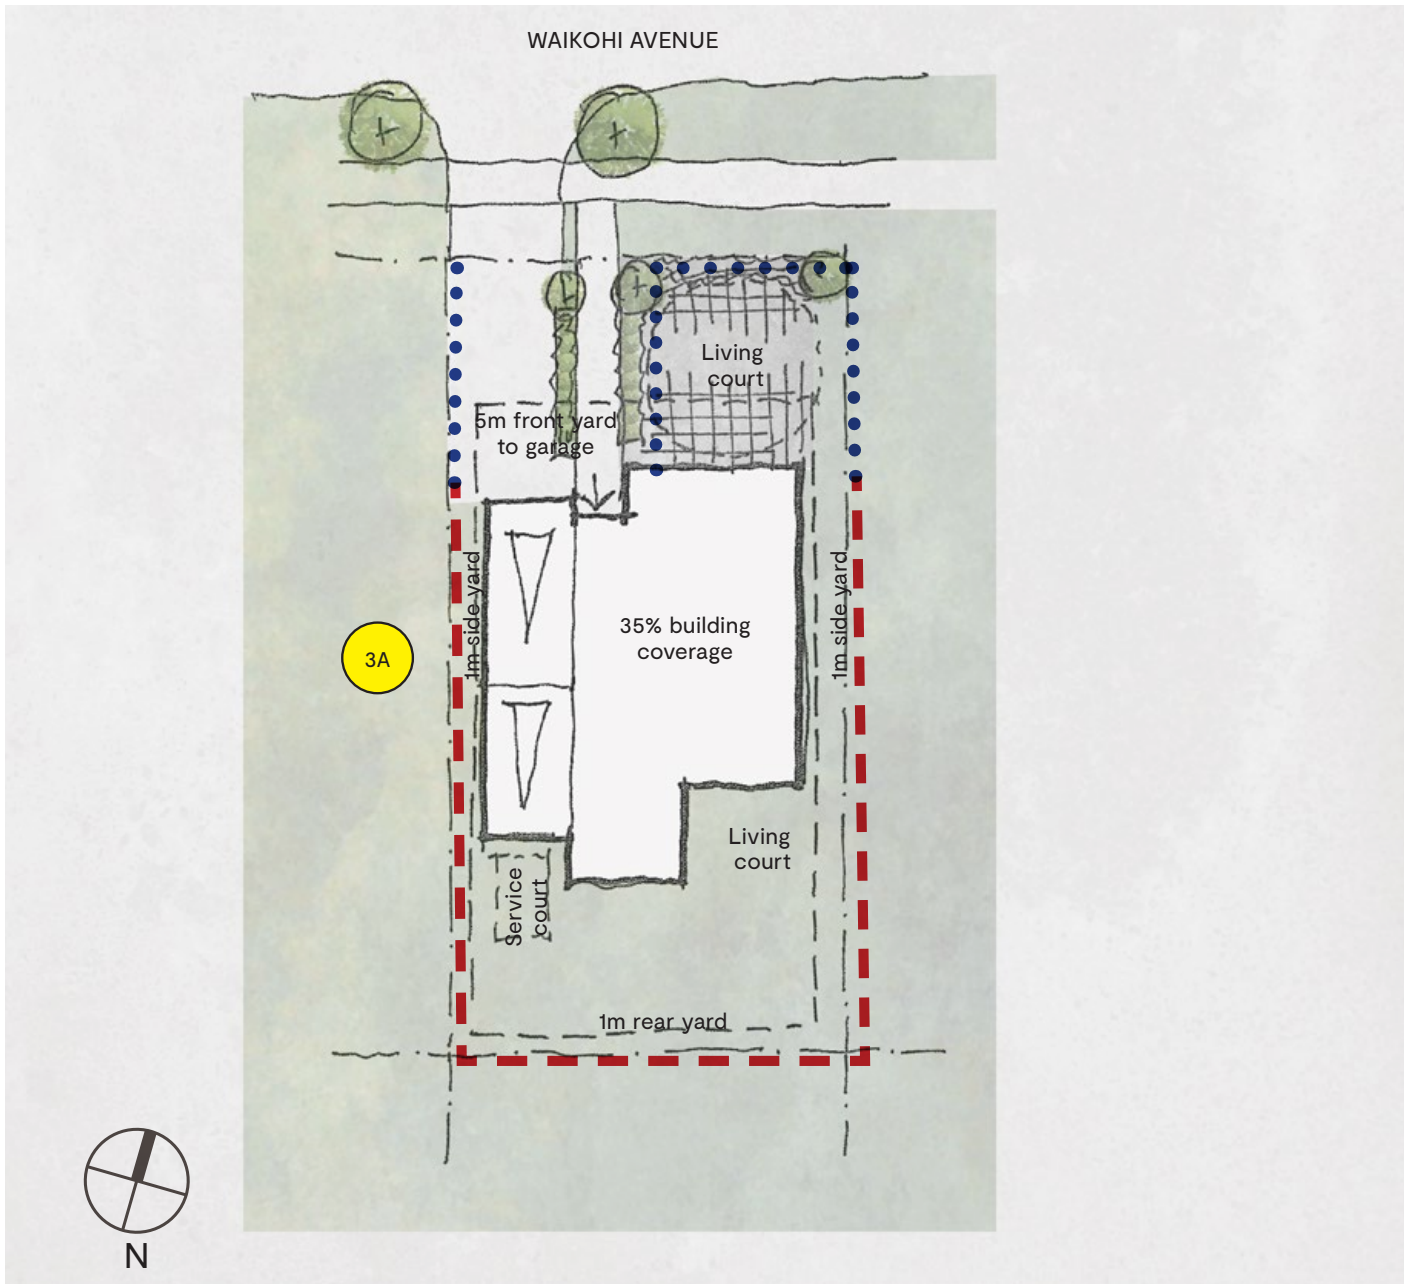 WAIKOHI AVENUE
Living
court
5m front yard
to garage
1m side yard
1m side yard
35% building
coverage
3A
Living
court
Service
court
1m rear yard
N